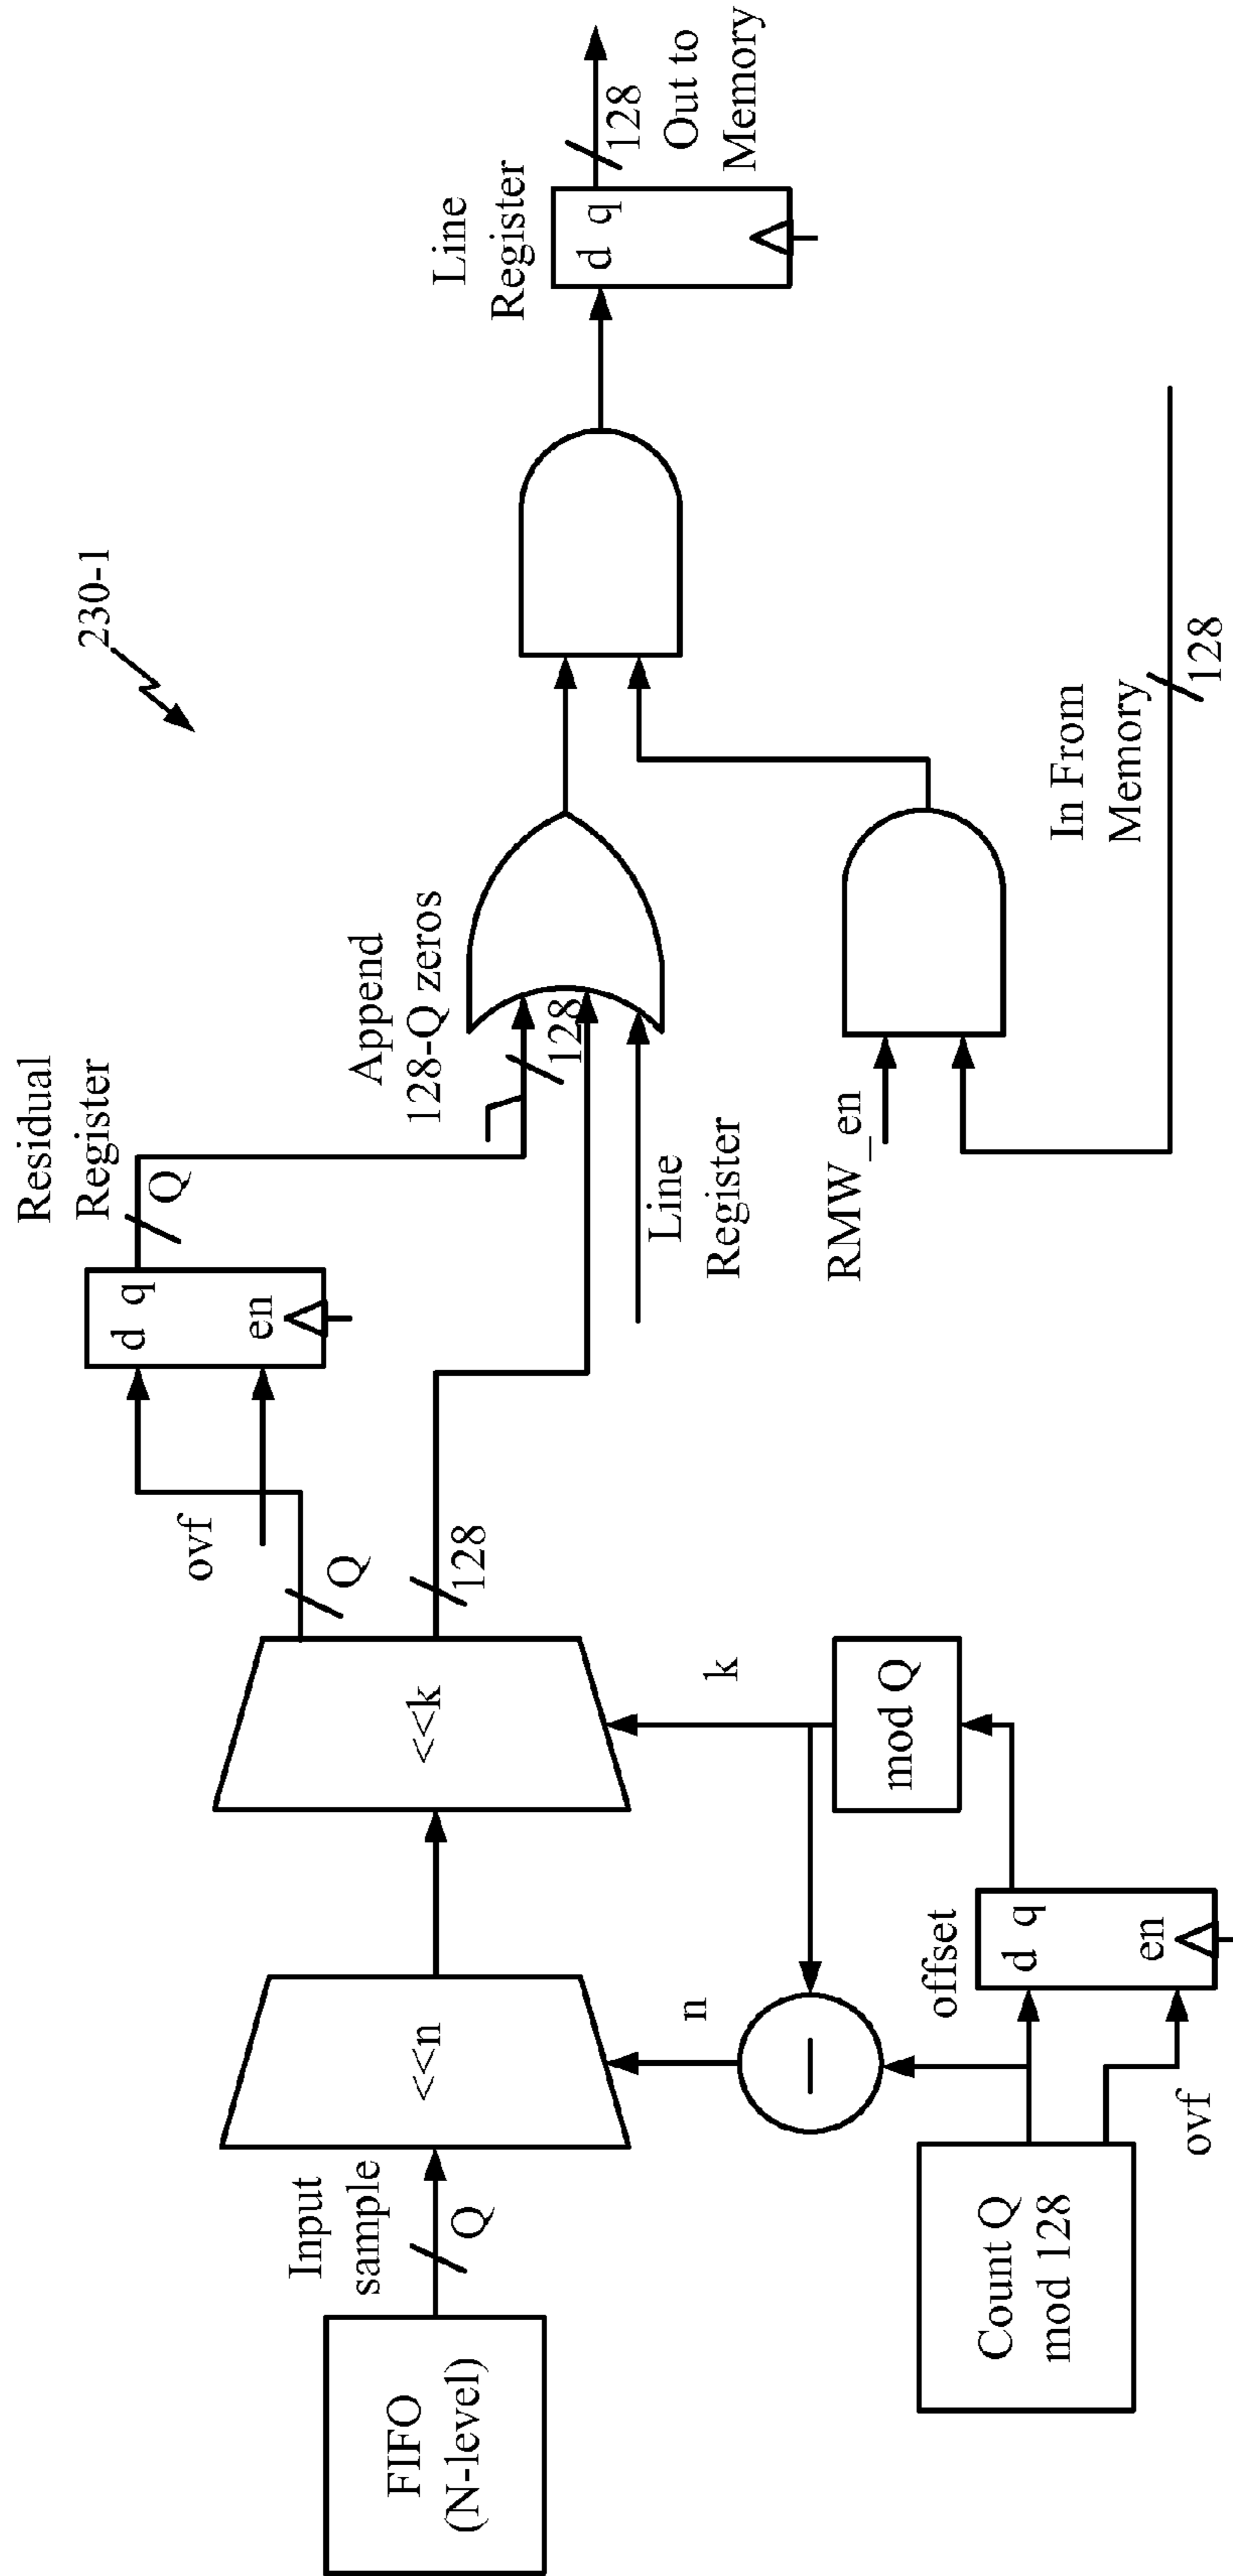 230-1
FIFO
(N-level)
Input
sample
Q
<<n
<<k
n
k
Count Q
mod 128
ovf
offset
d q
en
mod Q
Q
128
ovf
d q
en
Residual
Register
Q
Append
128-Q zeros
128
Line
Register
RMW_en
In From
Memory
128
Line
Register
d q
128
Out to
Memory